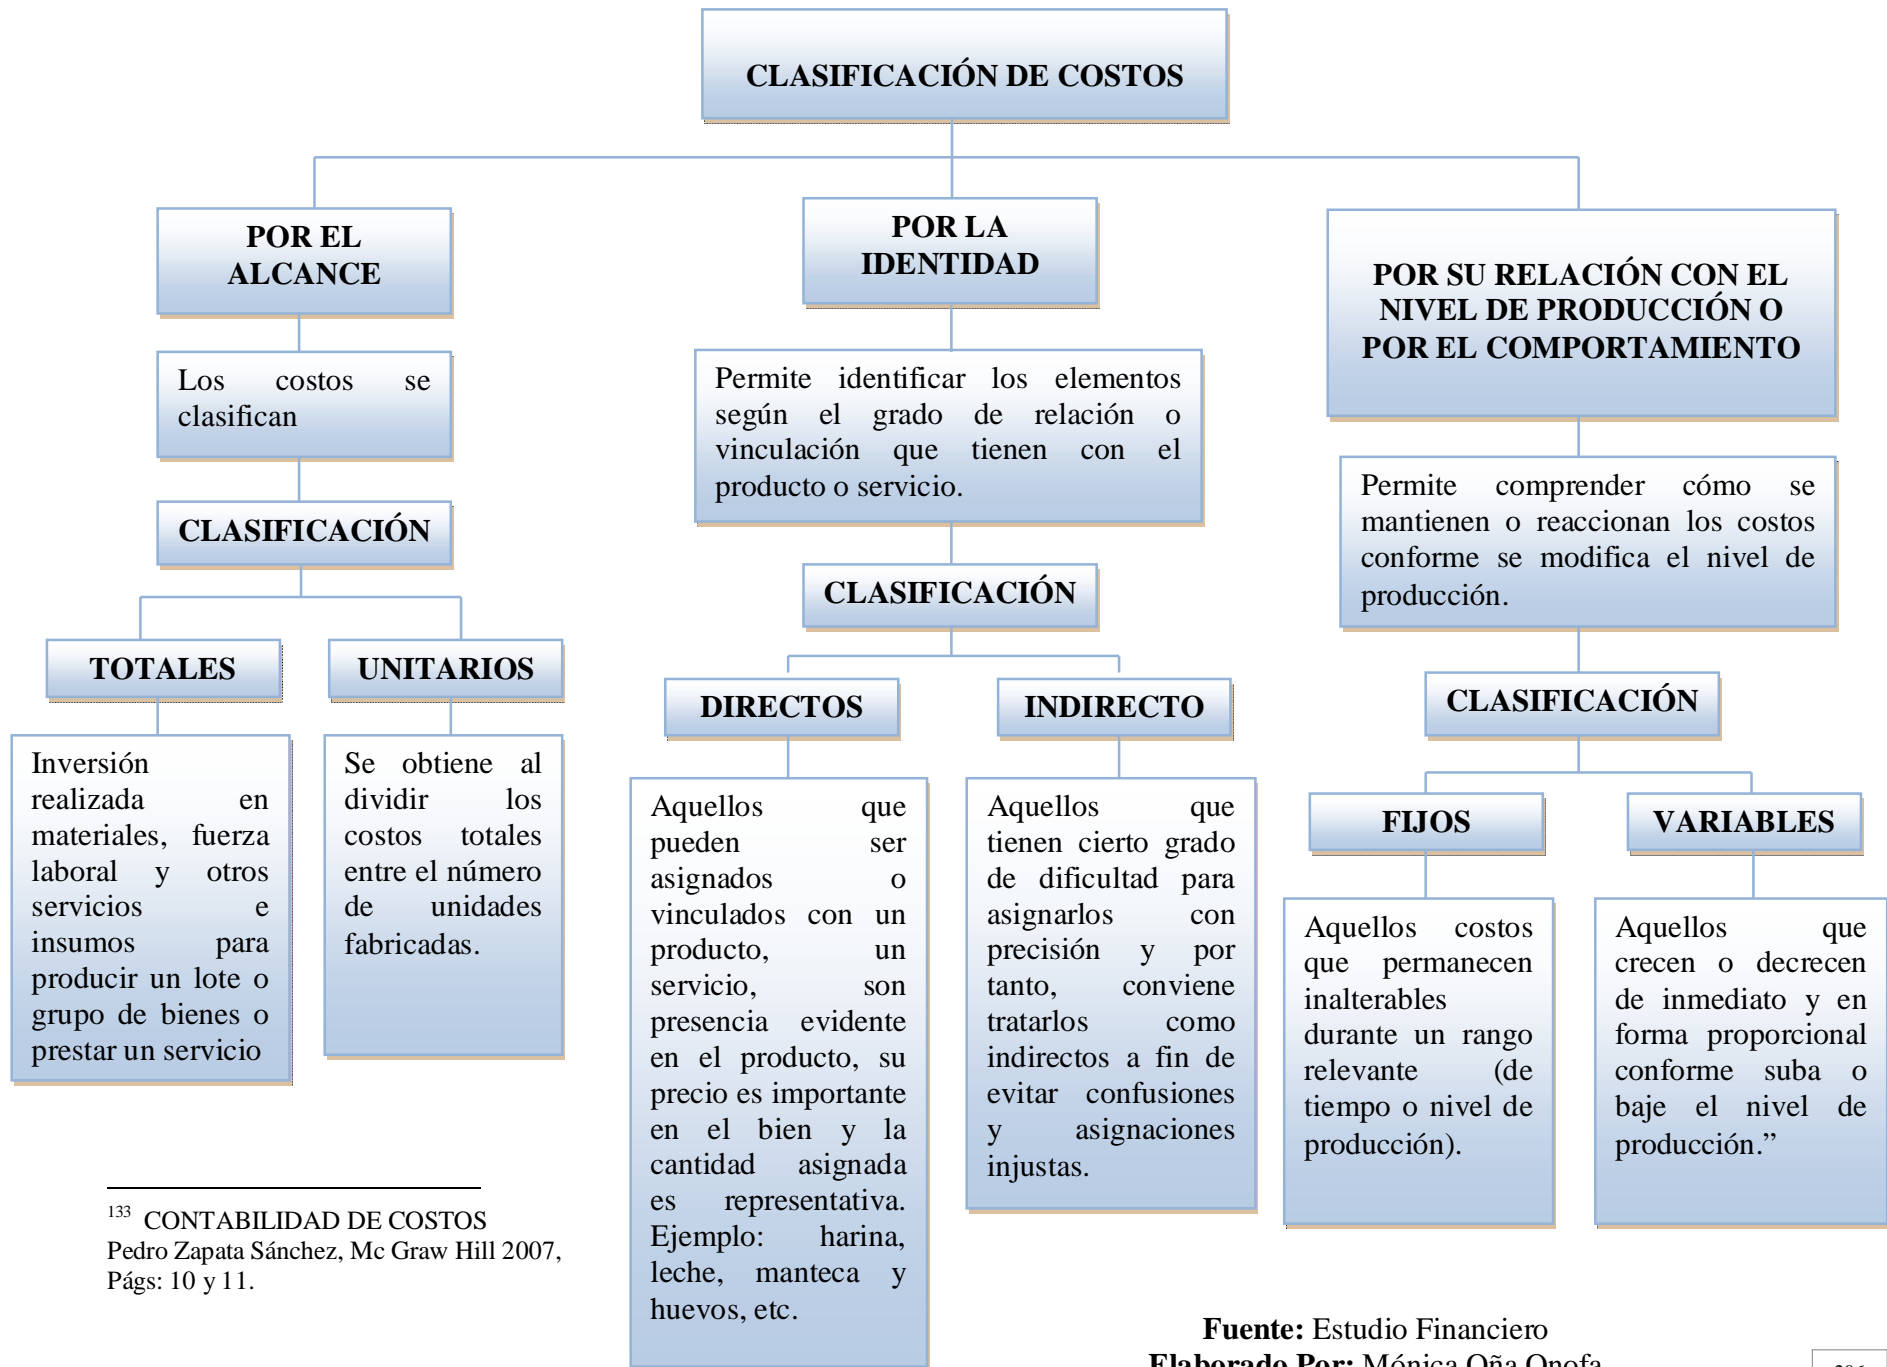 CLASIFICACIÓN DE COSTOS
POR EL
ALCANCE
Los costos se
clasifican
CLASIFICACIÓN
TOTALES
Inversión
realizada en
materiales, fuerza
laboral y otros
servicios e
insumos para
producir un lote o
grupo de bienes o
prestar un servicio
UNITARIOS
Se obtiene al
dividir los
costos totales
entre el número
de unidades
fabricadas.
POR LA
IDENTIDAD
Permite identificar los elementos
según el grado de relación o
vinculación que tienen con el
producto o servicio.
CLASIFICACIÓN
DIRECTOS
Aquellos que
pueden ser
asignados o
vinculados con un
producto, un
servicio, son
presencia evidente
en el producto, su
precio es importante
en el bien y la
cantidad asignada
es representativa.
Ejemplo: harina,
leche, manteca y
huevos, etc.
INDIRECTO
Aquellos que
tienen cierto grado
de dificultad para
asignarlos con
precisión y por
tanto, conviene
tratarlos como
indirectos a fin de
evitar confusiones
y asignaciones
injustas.
POR SU RELACIÓN CON EL
NIVEL DE PRODUCCIÓN O
POR EL COMPORTAMIENTO
Permite comprender cómo se
mantienen o reaccionan los costos
conforme se modifica el nivel de
producción.
CLASIFICACIÓN
FIJOS
Aquellos costos
que permanecen
inalterables
durante un rango
relevante (de
tiempo o nivel de
producción).
VARIABLES
Aquellos que
crecen o decrecen
de inmediato y en
forma proporcional
conforme suba o
baje el nivel de
producción.”
133 CONTABILIDAD DE COSTOS
Pedro Zapata Sánchez, Mc Graw Hill 2007,
Págs: 10 y 11.
Fuente: Estudio Financiero
Elaborado Por: Mónica Oña Onofa